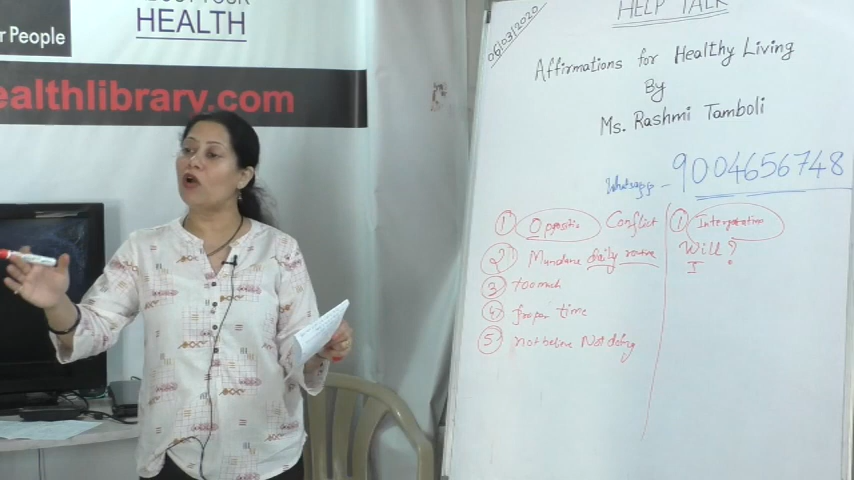 r People
HEALTH
ealthlibrary.com
06/03/2020
HELP TALK
Affirmations for Healthy Living
By
Ms. Rashmi Tamboli
Whatsapp - 9004656748
① Oppositio Conflict
② Mundane daily routine
③ too much
④ proper time
⑤ not believe Not doing
①
Will ?
I